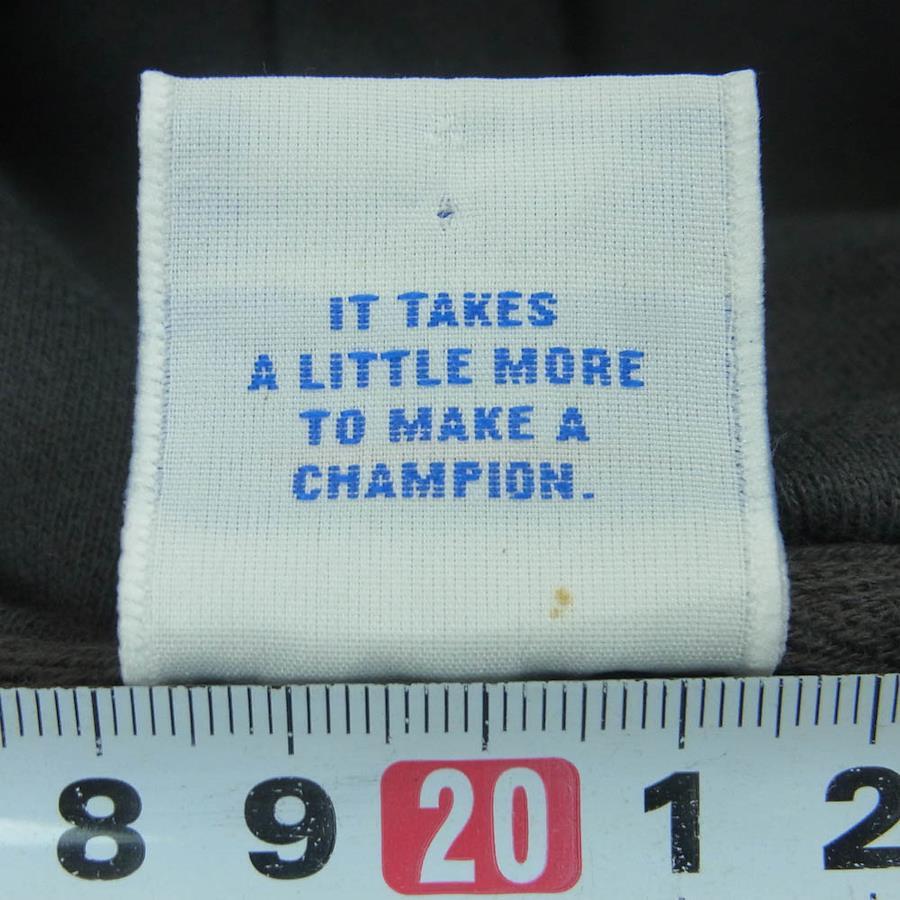 IT TAKES
A LITTLE MORE
TO MAKE A
CHAMPION.
8 9 20 1 2